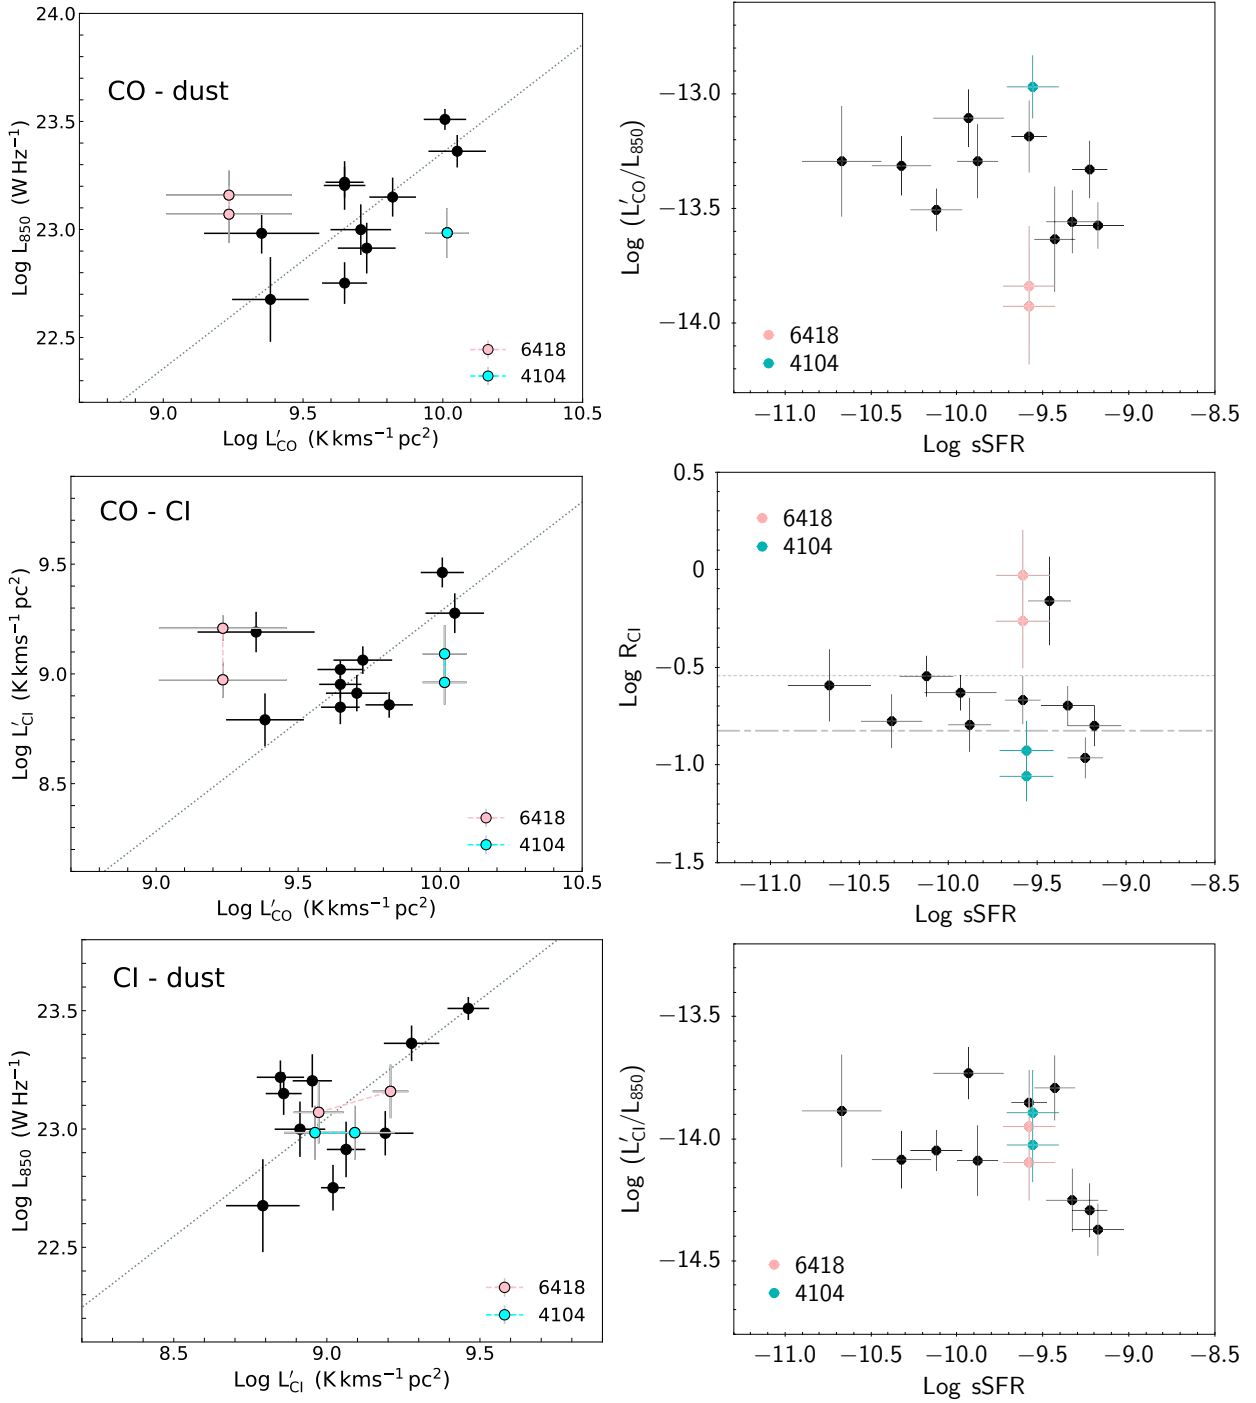 CO - dust
24.0
23.5
23.0
22.5
Log L₈₅₀ (W Hz⁻¹)
9.0 9.5 10.0 10.5
Log L′CO (K kms⁻¹ pc²)
6418
4104
−13.0
−13.5
−14.0
Log (L′CO/L₈₅₀)
6418
4104
−11.0 −10.5 −10.0 −9.5 −9.0 −8.5
Log sSFR
CO - CI
9.5
9.0
8.5
Log L′CI (K kms⁻¹ pc²)
6418
4104
9.0 9.5 10.0 10.5
Log L′CO (K kms⁻¹ pc²)
0.5
0
−0.5
−1.0
−1.5
Log RCI
6418
4104
−11.0 −10.5 −10.0 −9.5 −9.0 −8.5
Log sSFR
CI - dust
23.5
23.0
22.5
Log L₈₅₀ (W Hz⁻¹)
6418
4104
8.5 9.0 9.5
Log L′CI (K kms⁻¹ pc²)
−13.5
−14.0
−14.5
Log (L′CI/L₈₅₀)
6418
4104
−11.0 −10.5 −10.0 −9.5 −9.0 −8.5
Log sSFR